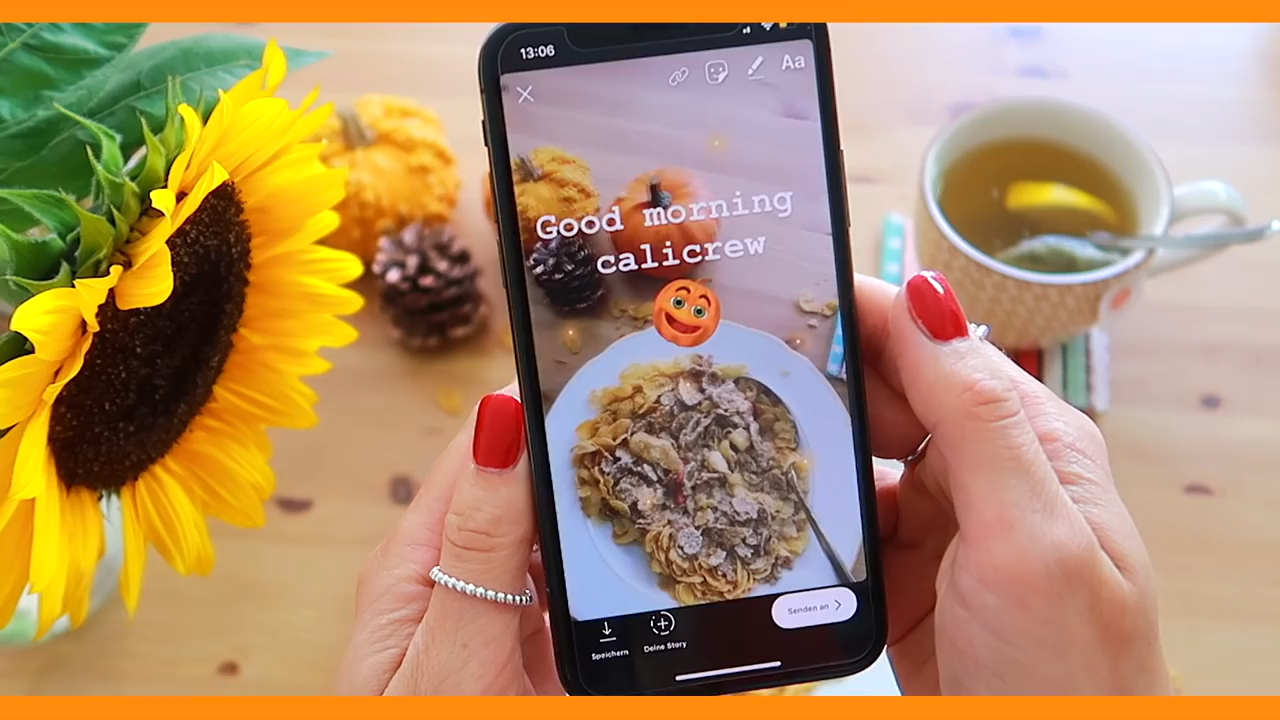 13:06
Aa
Good morning
calicrew
Senden an
Speichern
Deine Story